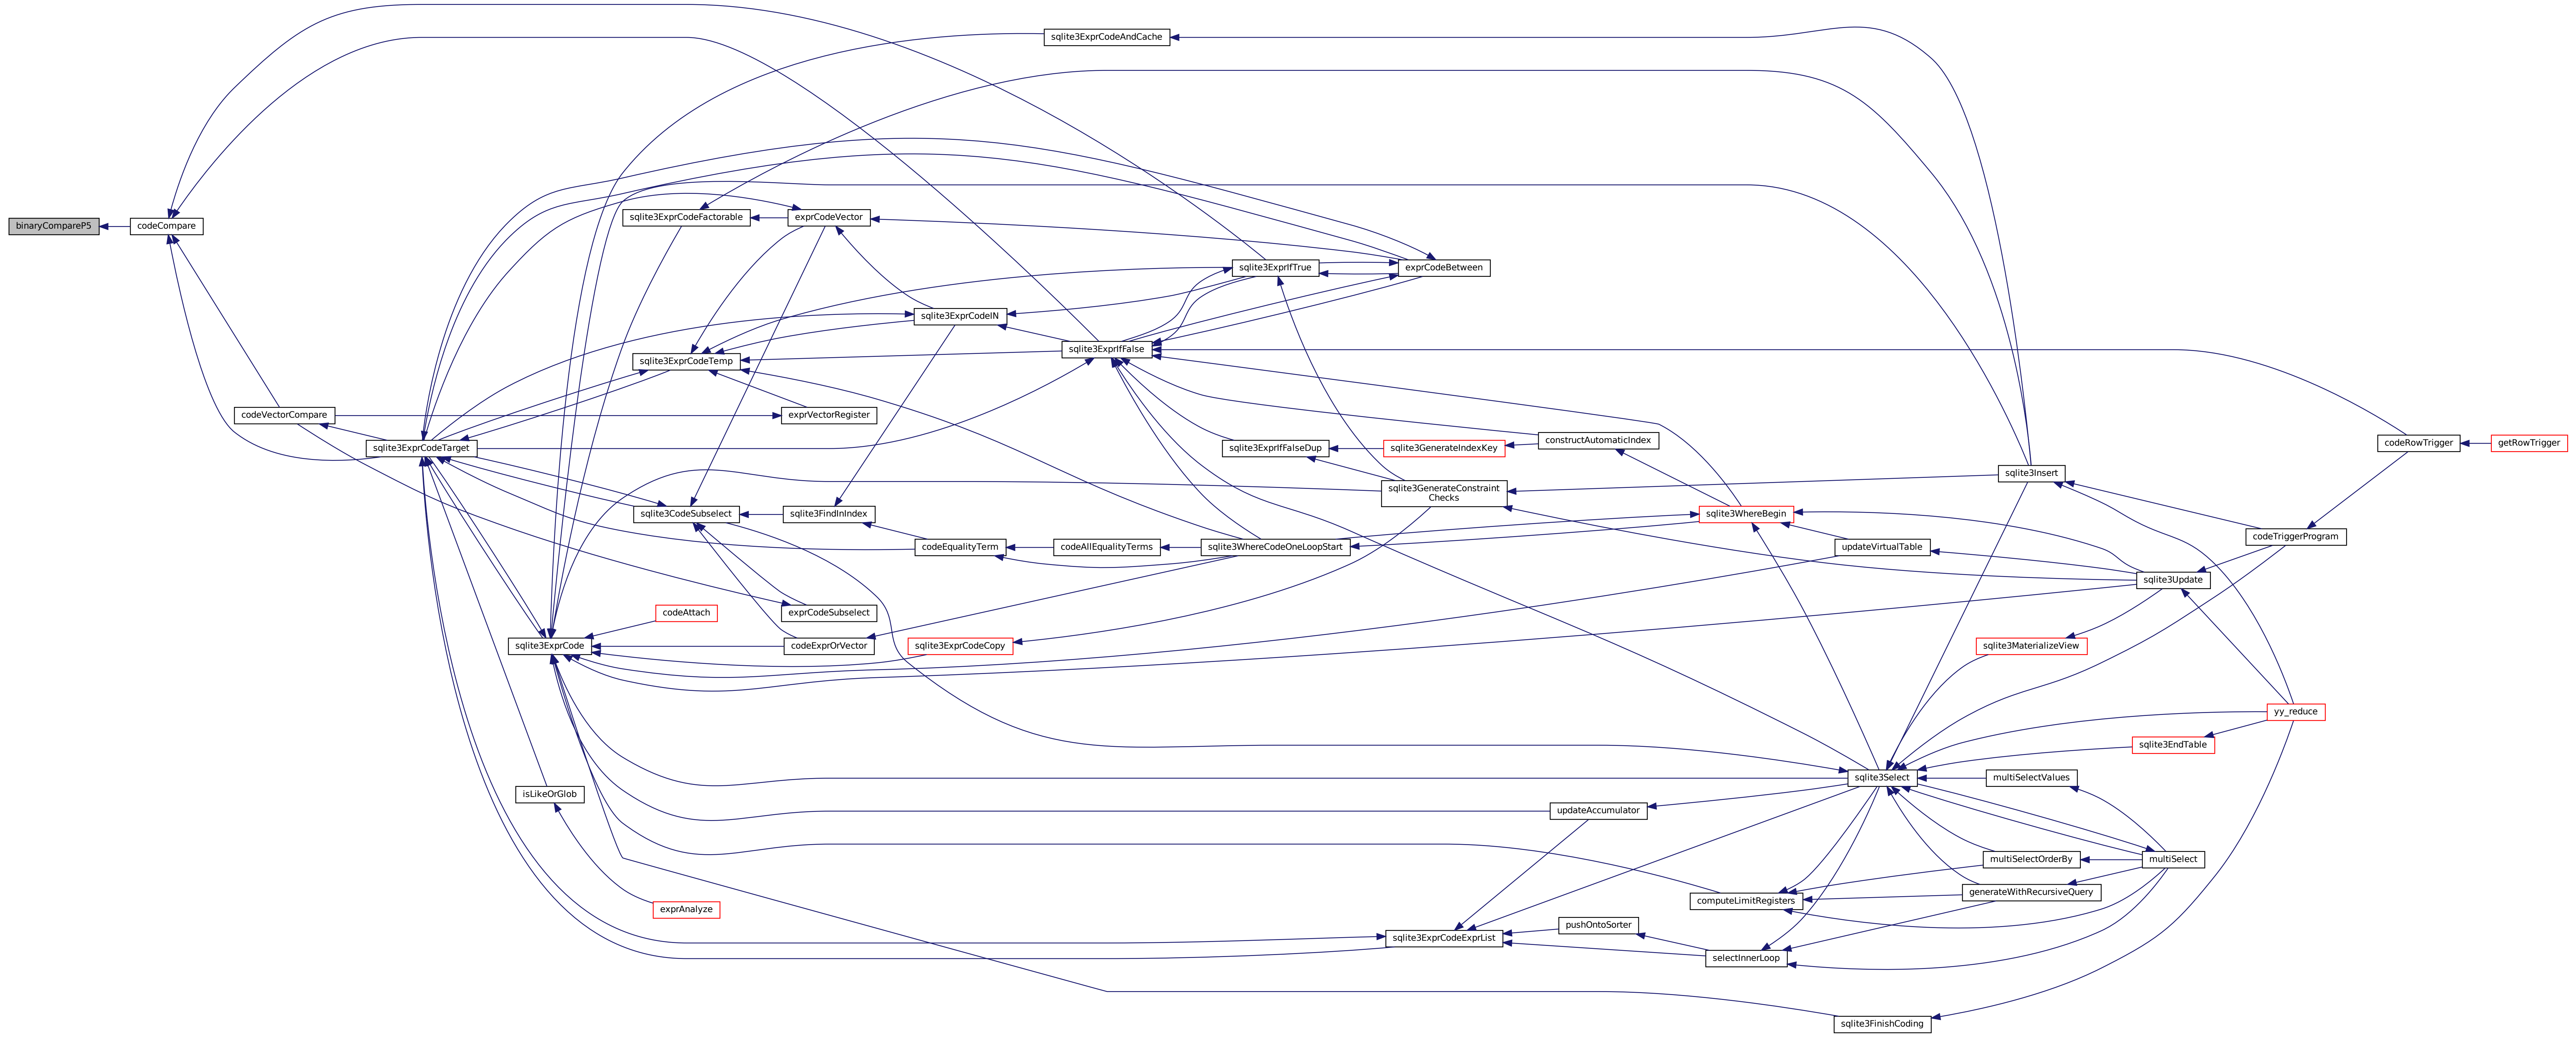 sqlite3ExprCodeAndCache
binaryCompareP5
codeCompare
sqlite3ExprCodeFactorable
exprCodeVector
sqlite3ExprIfTrue
exprCodeBetween
sqlite3ExprCodeIN
sqlite3ExprCodeTemp
sqlite3ExprIfFalse
codeVectorCompare
exprVectorRegister
sqlite3ExprCodeTarget
sqlite3ExprIfFalseDup
sqlite3GenerateIndexKey
constructAutomaticIndex
codeRowTrigger
getRowTrigger
sqlite3Insert
sqlite3GenerateConstraint
Checks
sqlite3CodeSubselect
sqlite3FindInIndex
sqlite3WhereBegin
codeTriggerProgram
codeEqualityTerm
codeAllEqualityTerms
sqlite3WhereCodeOneLoopStart
updateVirtualTable
sqlite3Update
codeAttach
exprCodeSubselect
sqlite3ExprCode
codeExprOrVector
sqlite3ExprCodeCopy
sqlite3MaterializeView
yy_reduce
sqlite3EndTable
sqlite3Select
multiSelectValues
isLikeOrGlob
updateAccumulator
multiSelectOrderBy
multiSelect
generateWithRecursiveQuery
computeLimitRegisters
exprAnalyze
pushOntoSorter
sqlite3ExprCodeExprList
selectInnerLoop
sqlite3FinishCoding